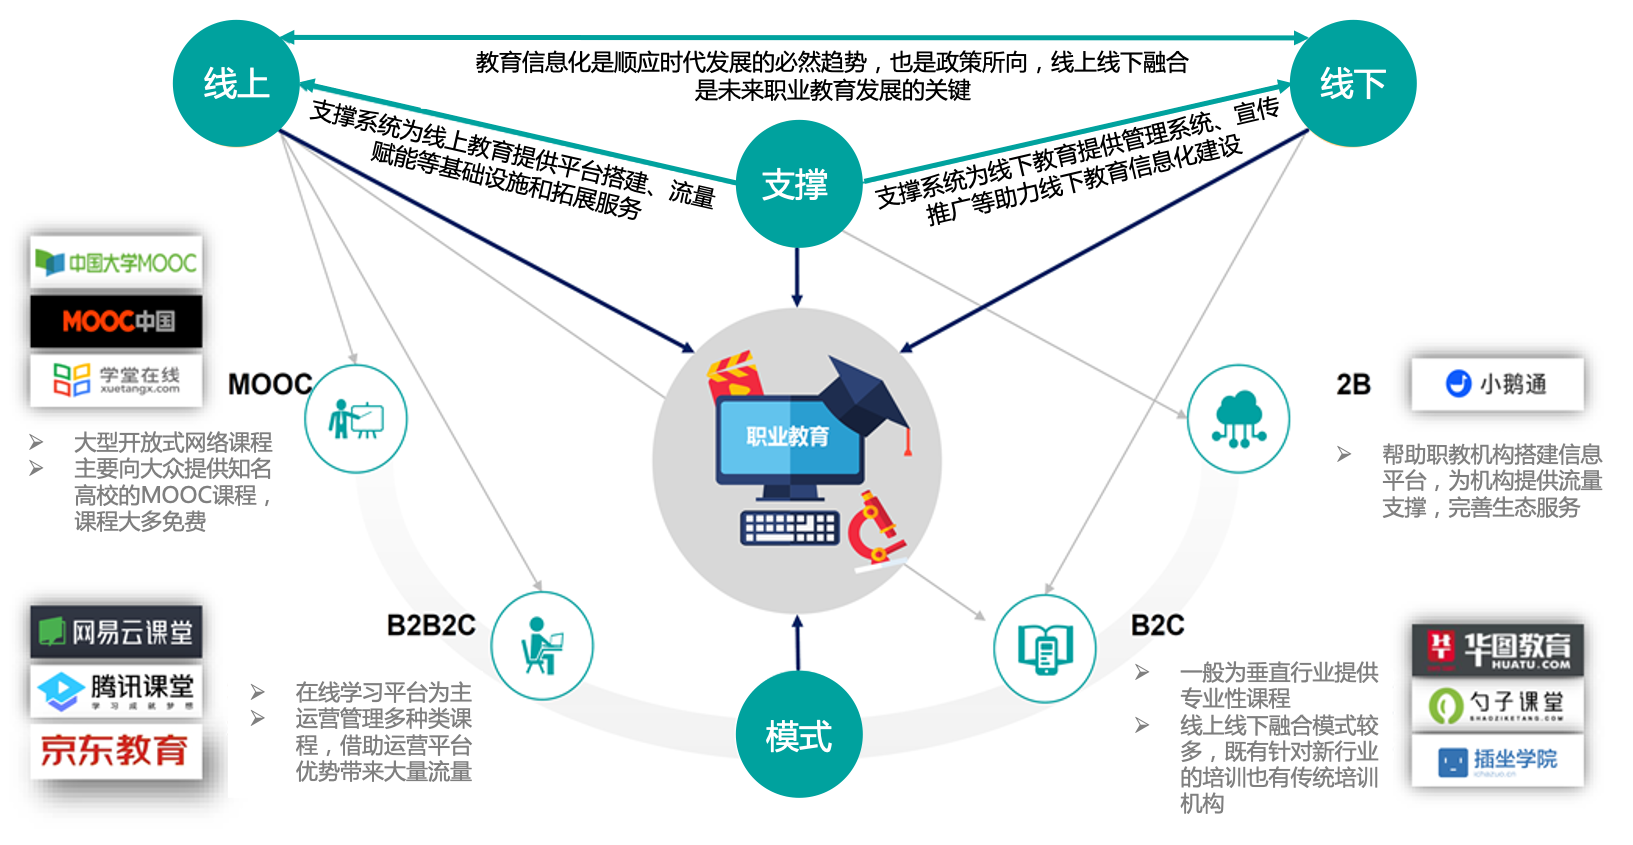 线上
教育信息化是顺应时代发展的必然趋势，也是政策所向，线上线下融合
是未来职业教育发展的关键
线下
支撑系统为线上教育提供平台搭建、流量
赋能等基础设施和拓展服务
支撑
支撑系统为线下教育提供管理系统、宣传
推广等助力线下教育信息化建设
中国大学MOOC
MOOC中国
学堂在线
xuetangx.com
MOOC
➢ 大型开放式网络课程
➢ 主要向大众提供知名
高校的MOOC课程，
课程大多免费
职业教育
2B
小鹅通
➢ 帮助职教机构搭建信息
平台，为机构提供流量
支撑，完善生态服务
网易云课堂
腾讯课堂
学习成就梦想
京东教育
B2B2C
➢ 在线学习平台为主
➢ 运营管理多种类课
程，借助运营平台
优势带来大量流量
模式
B2C
➢ 一般为垂直行业提供
专业性课程
➢ 线上线下融合模式较
多，既有针对新行业
的培训也有传统培训
机构
HT
华图教育
HUATU.COM
勺子课堂
SHAOZIKETANG.COM
插坐学院
ichazuo.cn